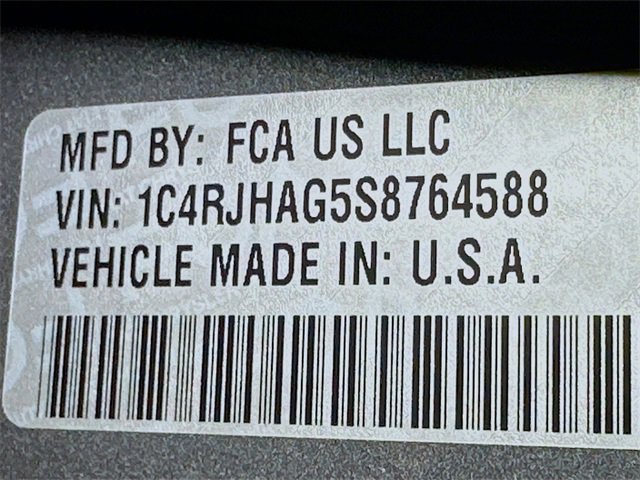 MFD BY: FCA US LLC
VIN: 1C4RJHAG5S8764588
VEHICLE MADE IN: U.S.A.